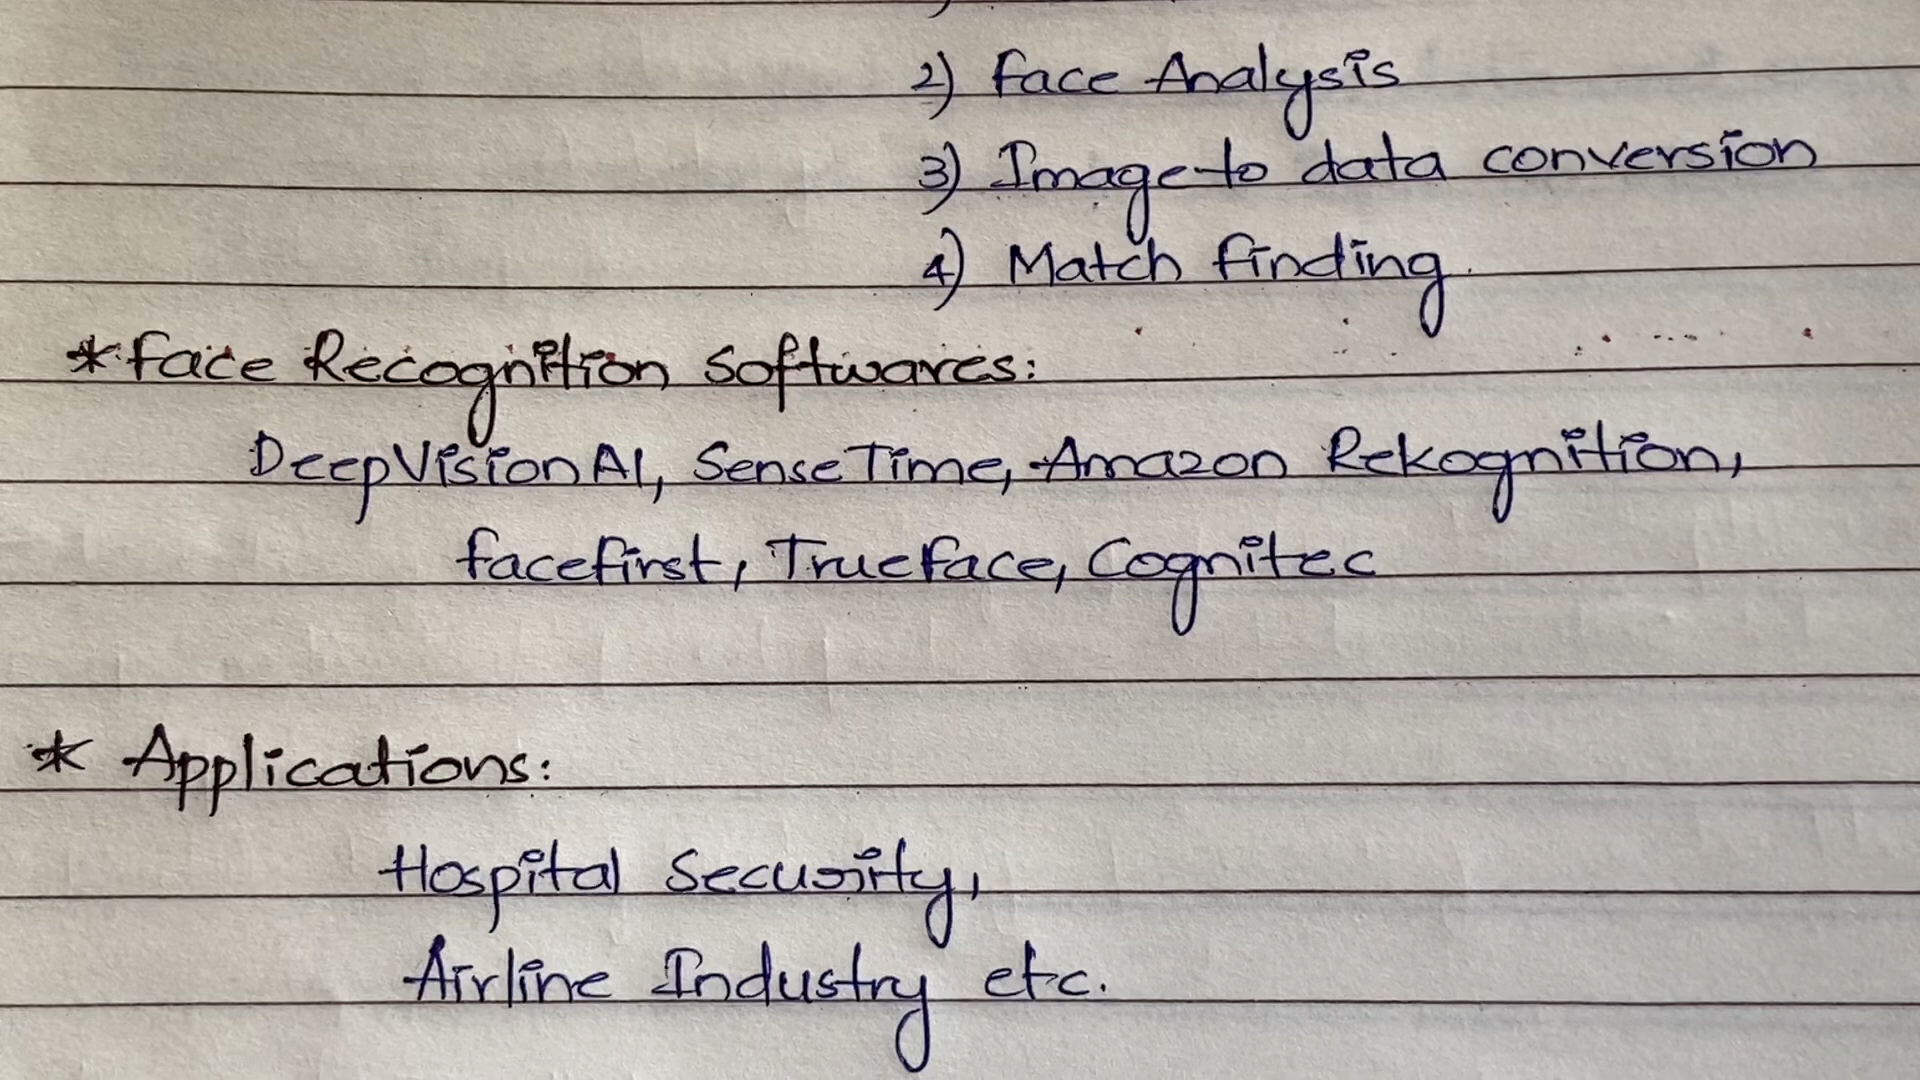 2) Face Analysis
3) Image to data conversion
4) Match finding.
* Face Recognition Softwares:
DeepVision AI, SenseTime, Amazon Rekognition,
facefirst, Trueface, Cognitec
* Applications:
Hospital Security,
Airline Industry etc.